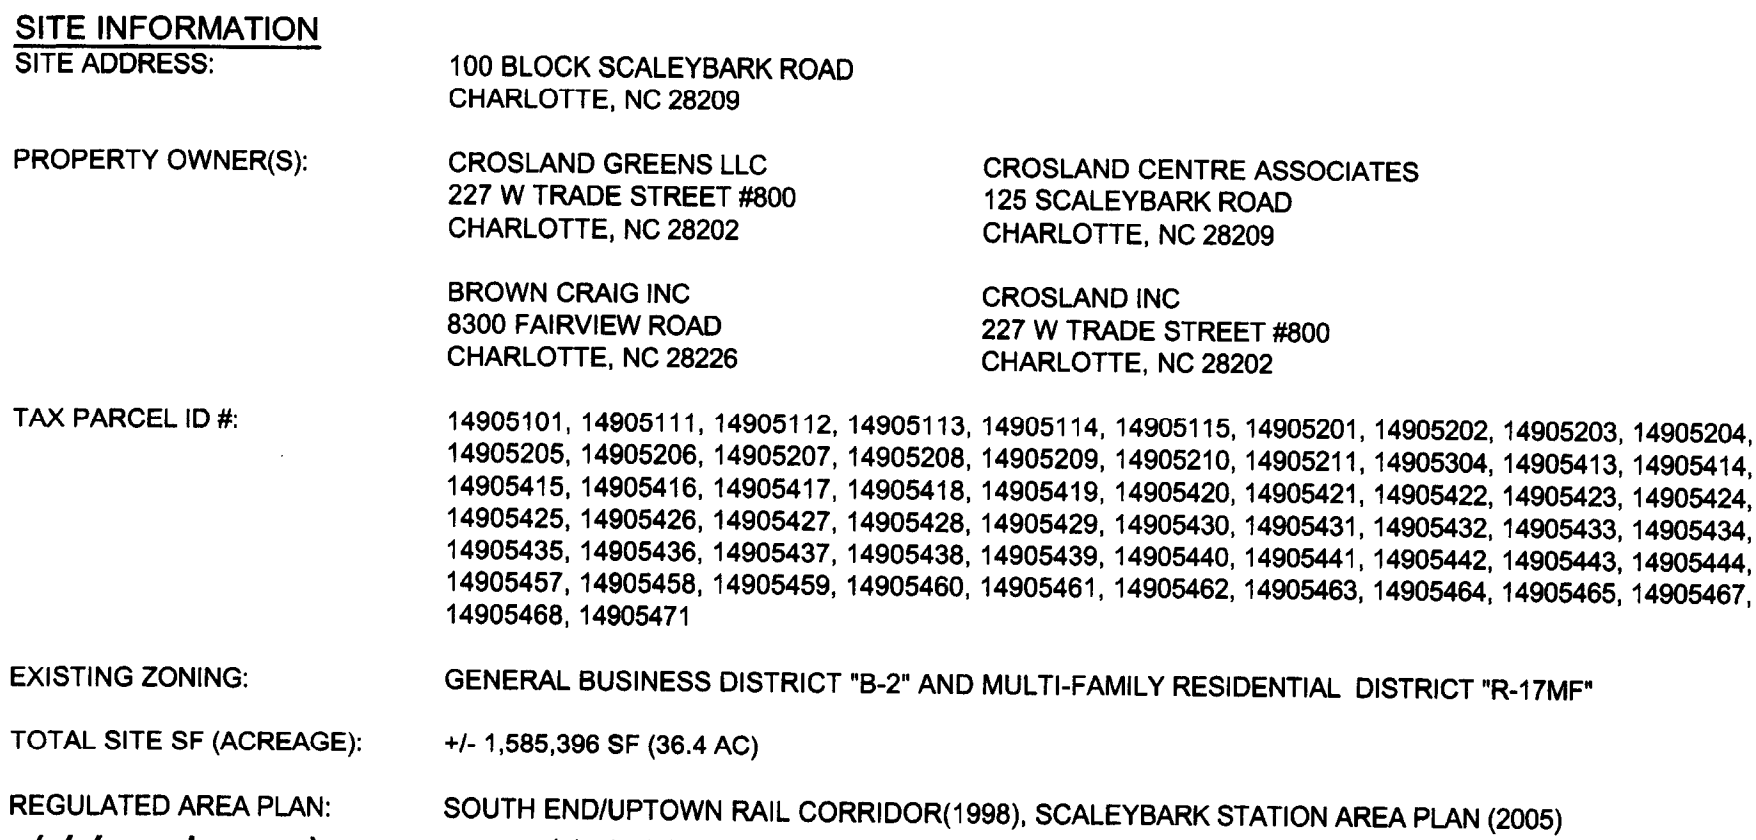 SITE INFORMATION
SITE ADDRESS:
100 BLOCK SCALEYBARK ROAD
CHARLOTTE, NC 28209
PROPERTY OWNER(S):
CROSLAND GREENS LLC
227 W TRADE STREET #800
CHARLOTTE, NC 28202
CROSLAND CENTRE ASSOCIATES
125 SCALEYBARK ROAD
CHARLOTTE, NC 28209
BROWN CRAIG INC
8300 FAIRVIEW ROAD
CHARLOTTE, NC 28226
CROSLAND INC
227 W TRADE STREET #800
CHARLOTTE, NC 28202
TAX PARCEL ID #:
14905101, 14905111, 14905112, 14905113, 14905114, 14905115, 14905201, 14905202, 14905203, 14905204,
14905205, 14905206, 14905207, 14905208, 14905209, 14905210, 14905211, 14905304, 14905413, 14905414,
14905415, 14905416, 14905417, 14905418, 14905419, 14905420, 14905421, 14905422, 14905423, 14905424,
14905425, 14905426, 14905427, 14905428, 14905429, 14905430, 14905431, 14905432, 14905433, 14905434,
14905435, 14905436, 14905437, 14905438, 14905439, 14905440, 14905441, 14905442, 14905443, 14905444,
14905457, 14905458, 14905459, 14905460, 14905461, 14905462, 14905463, 14905464, 14905465, 14905467,
14905468, 14905471
EXISTING ZONING:
GENERAL BUSINESS DISTRICT "B-2" AND MULTI-FAMILY RESIDENTIAL DISTRICT "R-17MF"
TOTAL SITE SF (ACREAGE):
+/- 1,585,396 SF (36.4 AC)
REGULATED AREA PLAN:
SOUTH END/UPTOWN RAIL CORRIDOR(1998), SCALEYBARK STATION AREA PLAN (2005)